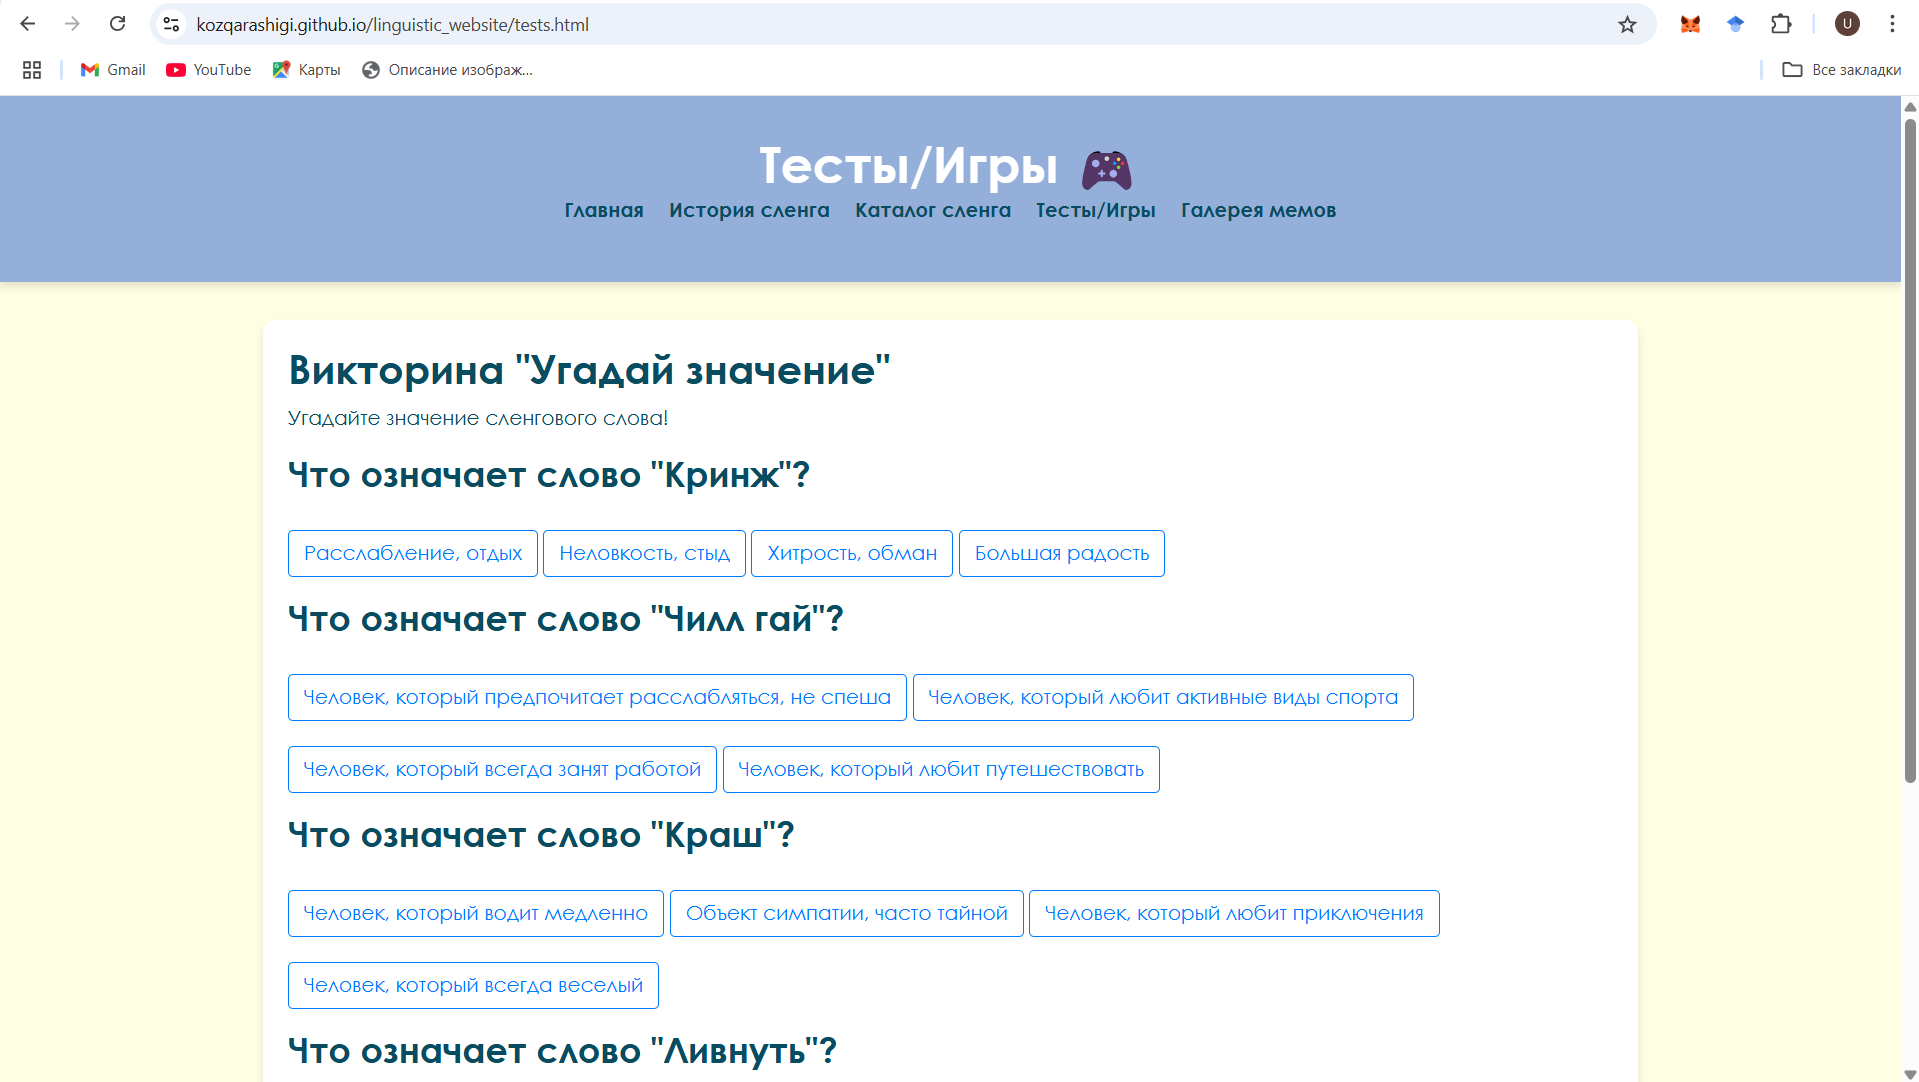 kozqarashigi.github.io/linguistic_website/tests.html
U
Gmail YouTube Карты Описание изображ... Все закладки
Тесты/Игры
Главная История сленга Каталог сленга Тесты/Игры Галерея мемов
Викторина "Угадай значение"
Угадайте значение сленгового слова!
Что означает слово "Кринж"?
Расслабление, отдых Неловкость, стыд Хитрость, обман Большая радость
Что означает слово "Чилл гай"?
Человек, который предпочитает расслабляться, не спеша Человек, который любит активные виды спорта
Человек, который всегда занят работой Человек, который любит путешествовать
Что означает слово "Краш"?
Человек, который водит медленно Объект симпатии, часто тайной Человек, который любит приключения
Человек, который всегда веселый
Что означает слово "Ливнуть"?